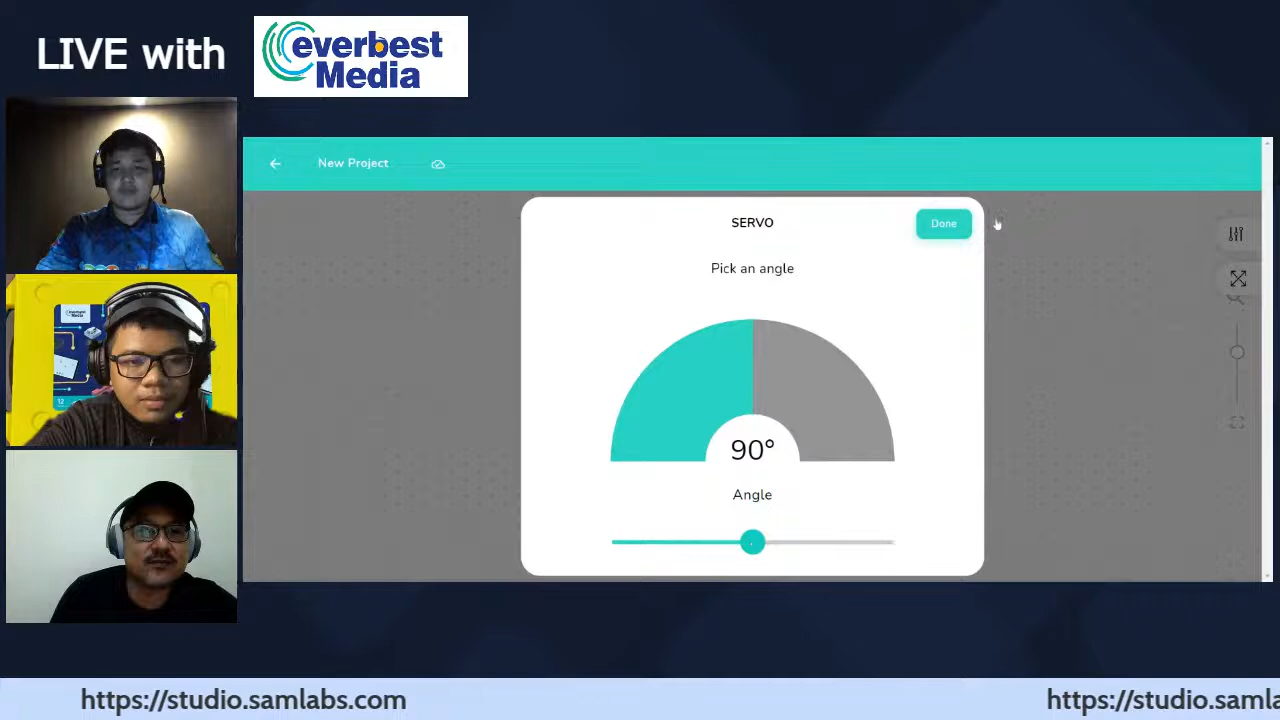 LIVE with
everbest
Media
New Project
SERVO
Done
Pick an angle
90°
Angle
https://studio.samlabs.com
https://studio.samla